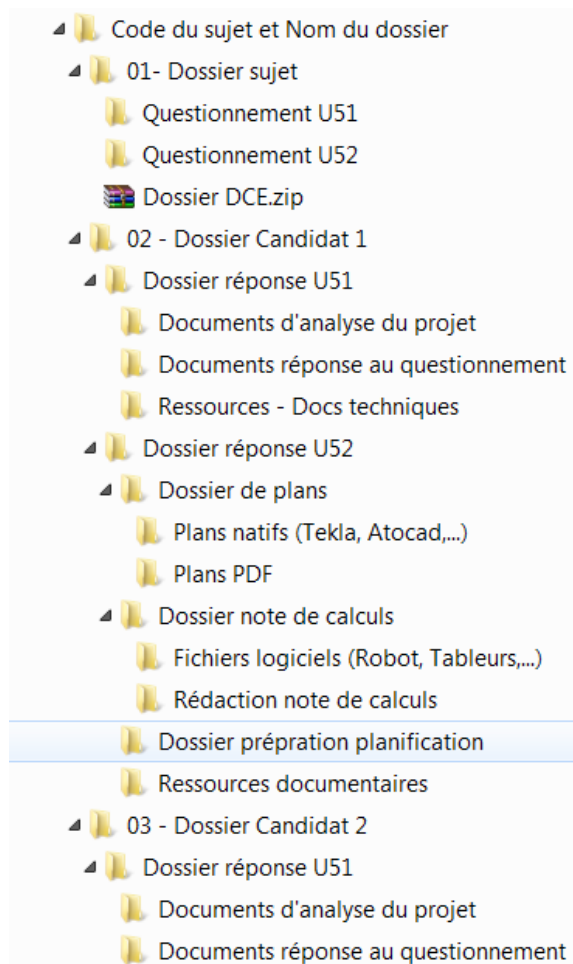 Code du sujet et Nom du dossier
01- Dossier sujet
Questionnement U51
Questionnement U52
Dossier DCE.zip
02 - Dossier Candidat 1
Dossier réponse U51
Documents d'analyse du projet
Documents réponse au questionnement
Ressources - Docs techniques
Dossier réponse U52
Dossier de plans
Plans natifs (Tekla, Atocad,...)
Plans PDF
Dossier note de calculs
Fichiers logiciels (Robot, Tableurs,...)
Rédaction note de calculs
Dossier prépration planification
Ressources documentaires
03 - Dossier Candidat 2
Dossier réponse U51
Documents d'analyse du projet
Documents réponse au questionnement